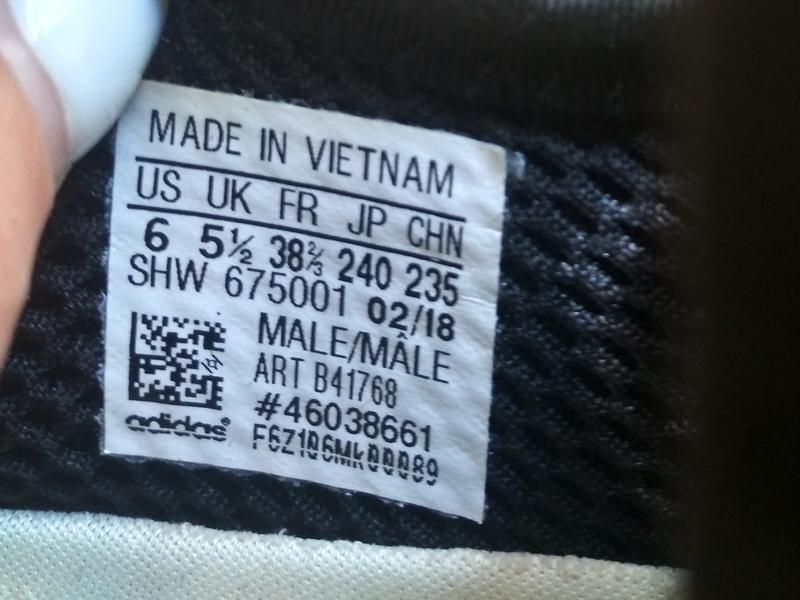 MADE IN VIETNAM
US UK FR JP CHN
6 5½ 38⅔ 240 235
SHW 675001 02/18
MALE/MÂLE
ART B41768
#46038661
adidas®